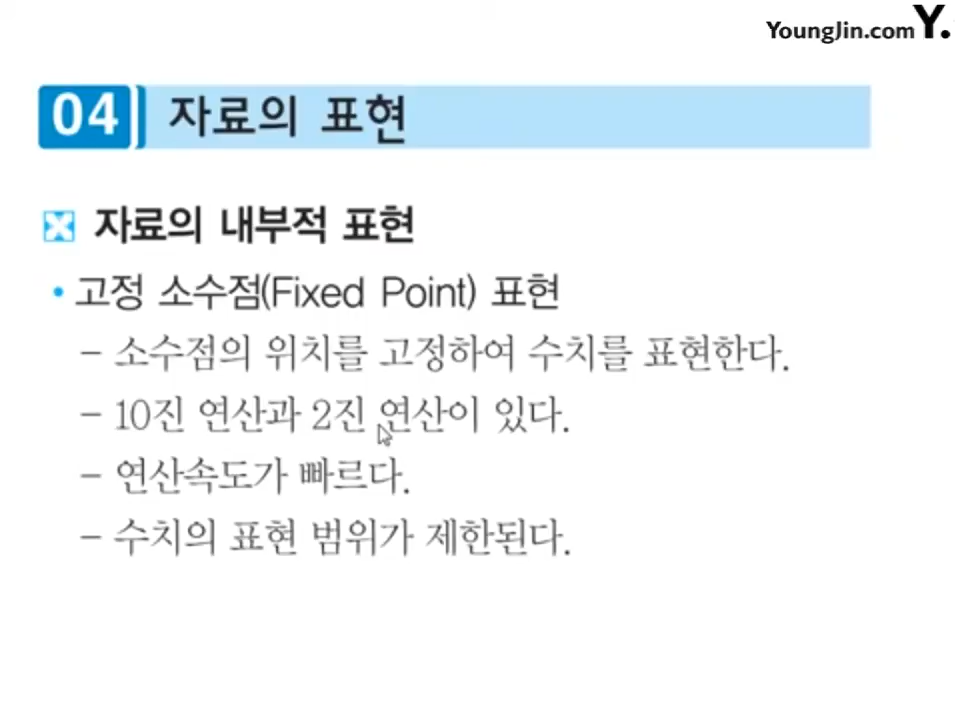 YoungJin.com Y.
04 자료의 표현
자료의 내부적 표현
• 고정 소수점(Fixed Point) 표현
– 소수점의 위치를 고정하여 수치를 표현한다.
– 10진 연산과 2진 연산이 있다.
– 연산속도가 빠르다.
– 수치의 표현 범위가 제한된다.